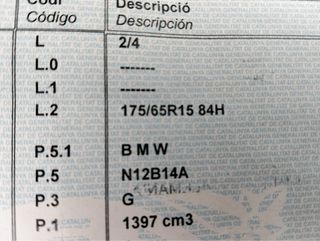 Codi Descripció
Código Descripción
L 2/4
L.0 -------
L.1 -------
L.2 175/65R15 84H
P.5.1 B M W
P.5 N12B14A
P.3 G
P.1 1397 cm3